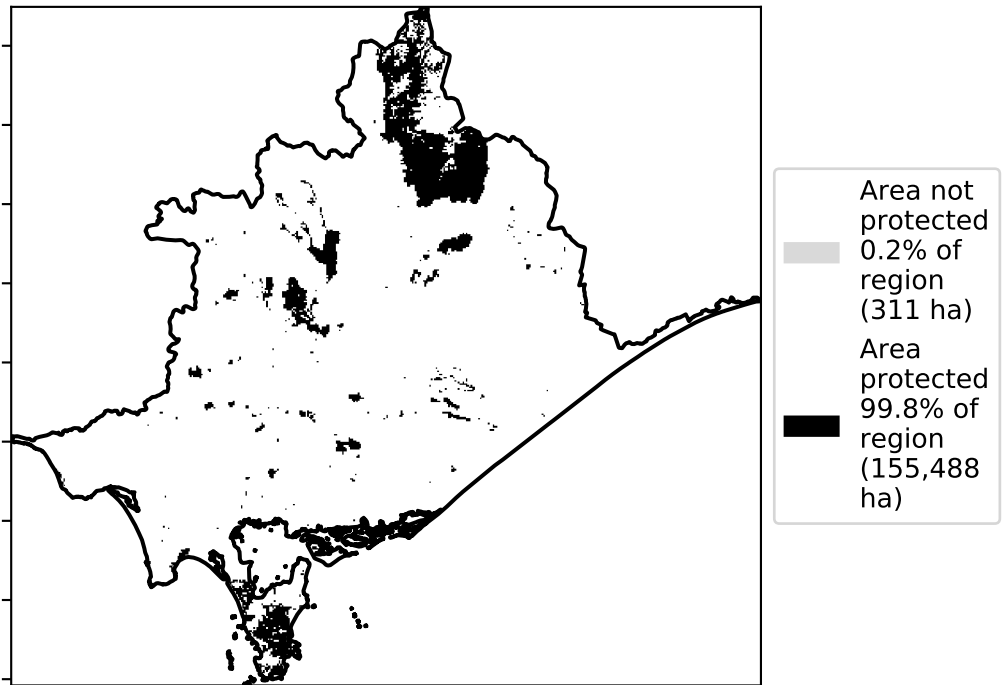 Area not
protected
0.2% of
region
(311 ha)
Area
protected
99.8% of
region
(155,488
ha)